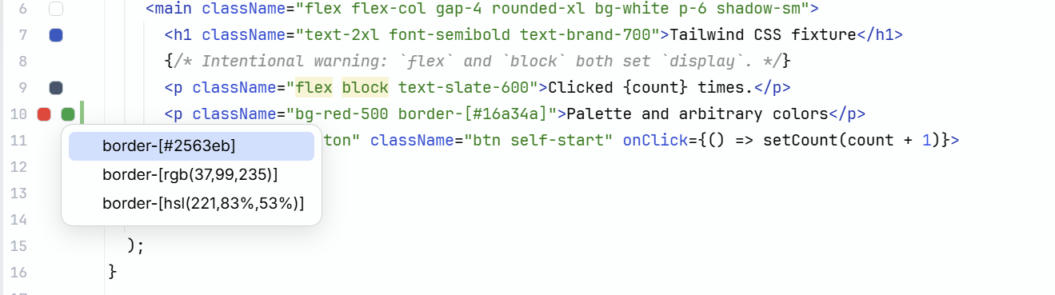 6 <main className="flex flex-col gap-4 rounded-xl bg-white p-6 shadow-sm">
7 <h1 className="text-2xl font-semibold text-brand-700">Tailwind CSS fixture</h1>
8 {/* Intentional warning: `flex` and `block` both set `display`. */}
9 <p className="flex block text-slate-600">Clicked {count} times.</p>
10 <p className="bg-red-500 border-[#16a34a]">Palette and arbitrary colors</p>
11 ton" className="btn self-start" onClick={() => setCount(count + 1)}>
border-[#2563eb]
12
border-[rgb(37,99,235)]
13
border-[hsl(221,83%,53%)]
14
15 );
16 }